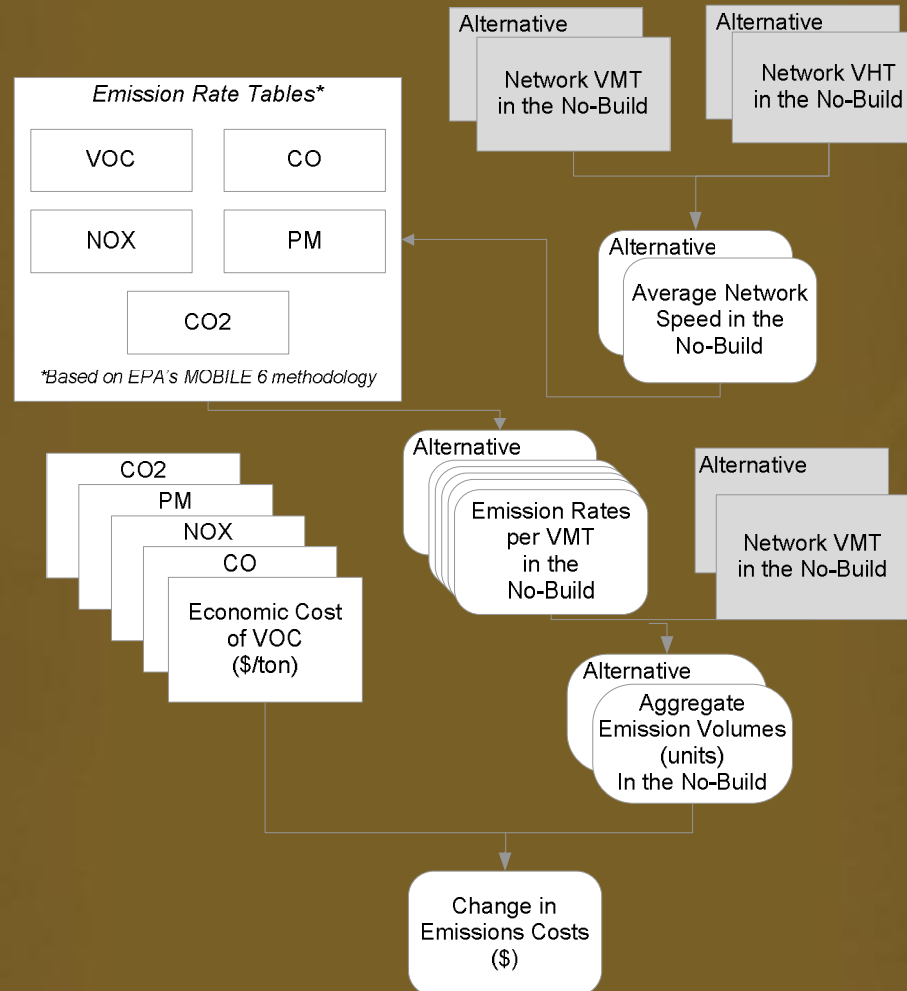 Alternative
Network VMT
in the No-Build
Alternative
Network VHT
in the No-Build
Emission Rate Tables*
VOC
CO
NOX
PM
CO2
*Based on EPA's MOBILE 6 methodology
Alternative
Average Network
Speed in the
No-Build
CO2
PM
NOX
CO
Economic Cost
of VOC
($/ton)
Alternative
Emission Rates
per VMT
in the
No-Build
Alternative
Network VMT
in the No-Build
Alternative
Aggregate
Emission Volumes
(units)
In the No-Build
Change in
Emissions Costs
($)